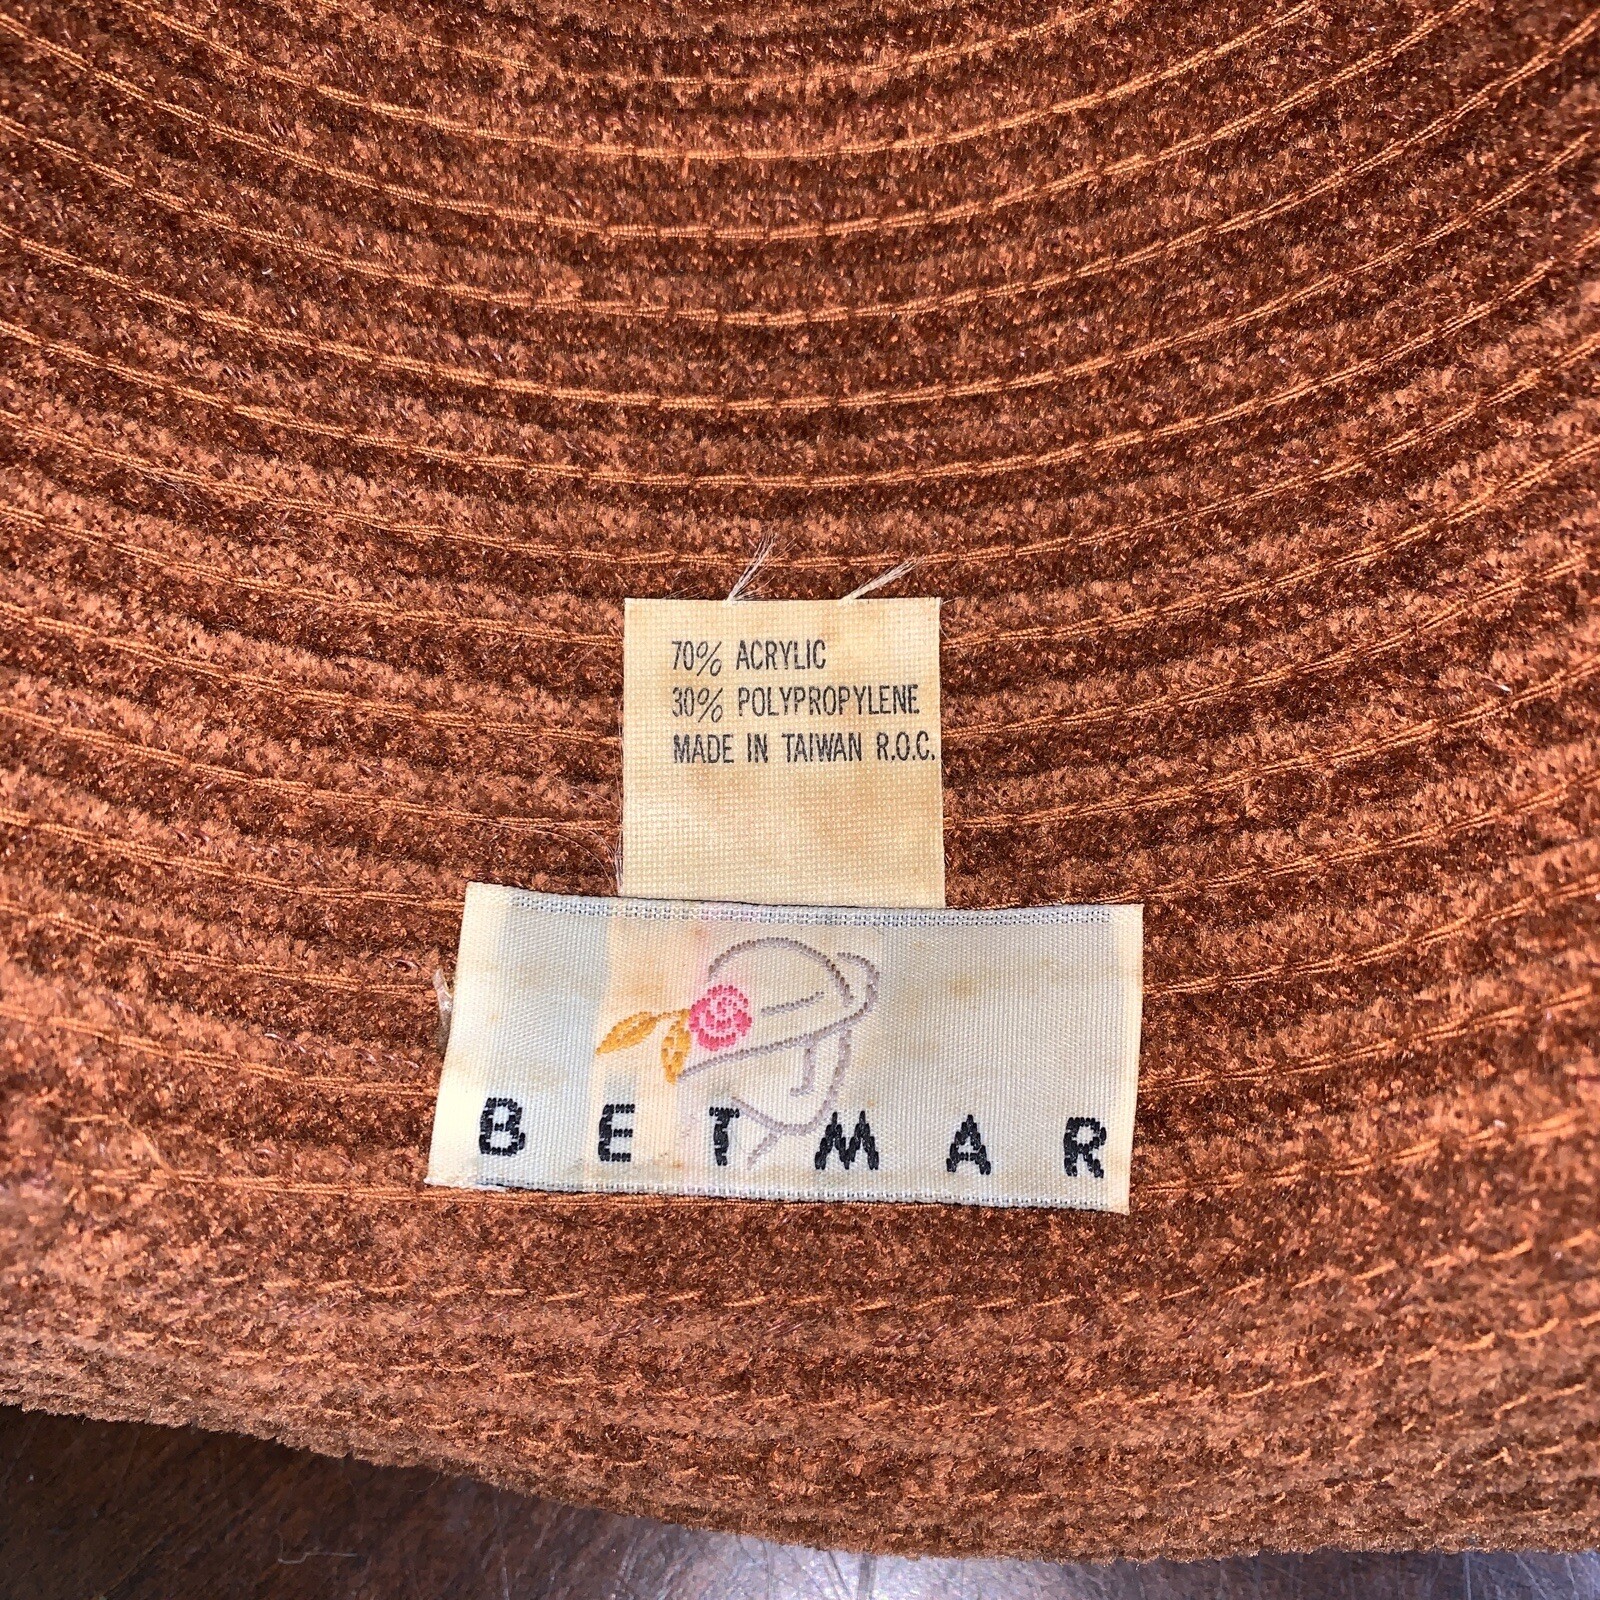 70% ACRYLIC
30% POLYPROPYLENE
MADE IN TAIWAN R.O.C.
BETMAR